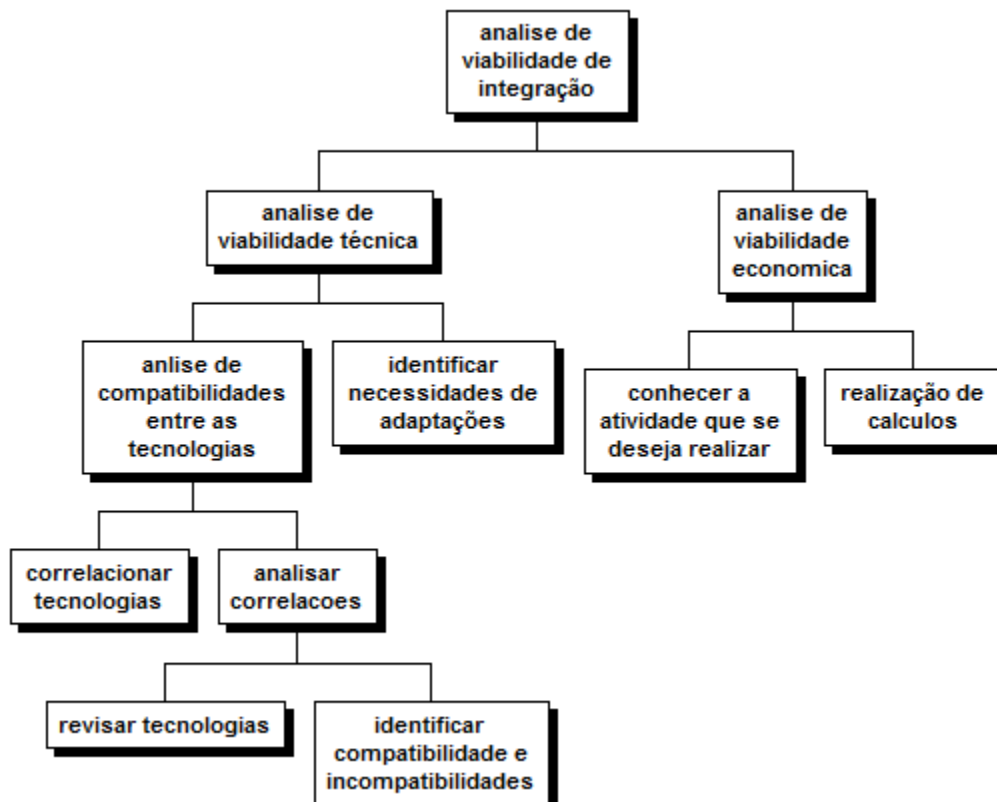 analise de
viabilidade de
integração
analise de
viabilidade técnica
analise de
viabilidade
economica
anlise de
compatibilidades
entre as
tecnologias
identificar
necessidades de
adaptações
conhecer a
atividade que se
deseja realizar
realização de
calculos
correlacionar
tecnologias
analisar
correlacoes
revisar tecnologias
identificar
compatibilidade e
incompatibilidades